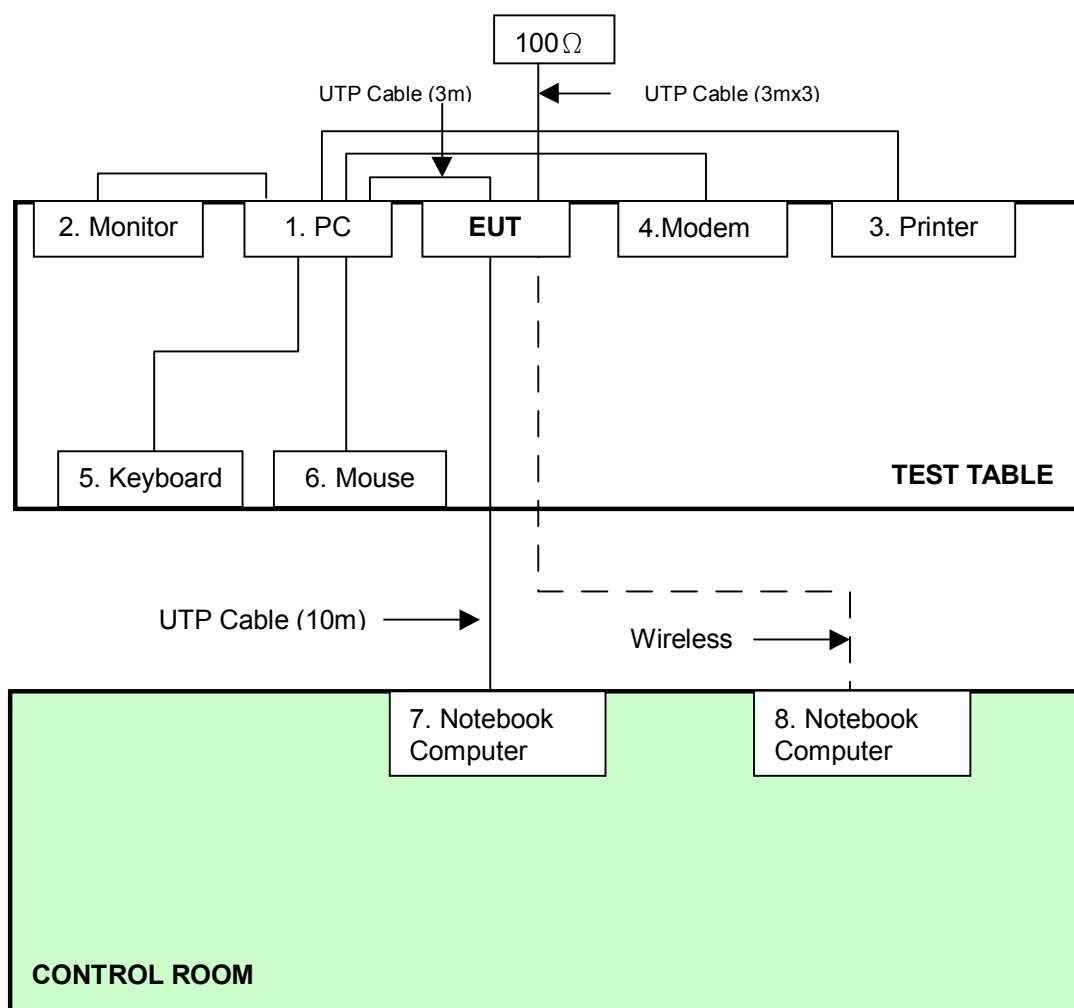 100Ω
UTP Cable (3m)
UTP Cable (3mx3)
2. Monitor
1. PC
EUT
4.Modem
3. Printer
5. Keyboard
6. Mouse
TEST TABLE
UTP Cable (10m)
Wireless
7. Notebook
Computer
8. Notebook
Computer
CONTROL ROOM